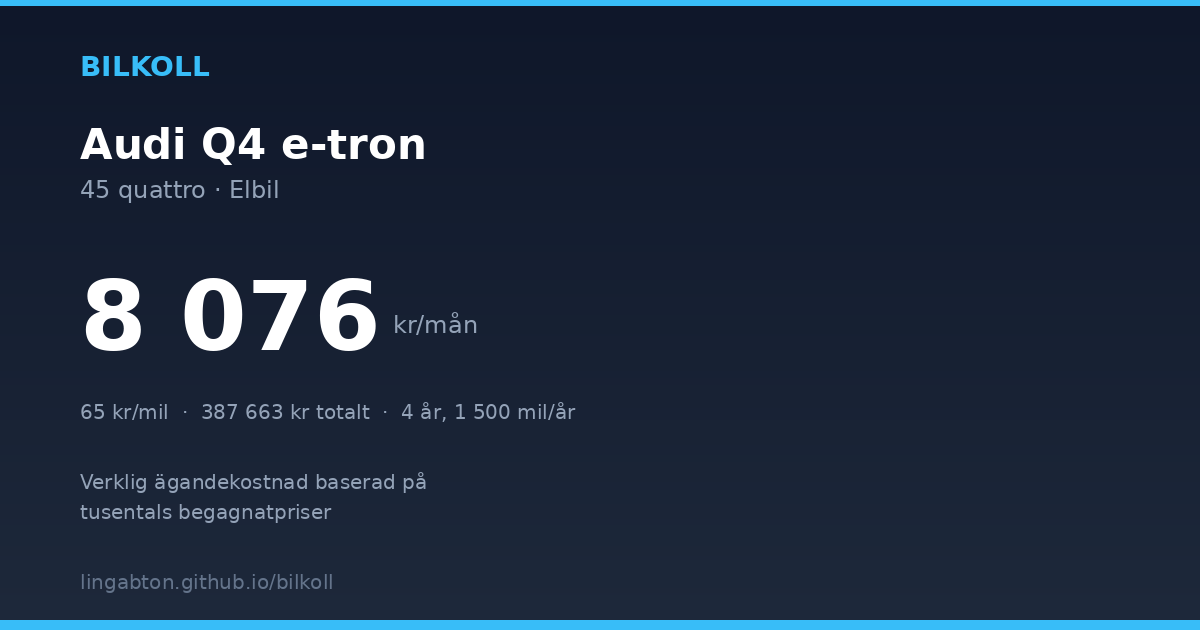 BILKOLL
Audi Q4 e-tron
45 quattro · Elbil
8 076 kr/mån
65 kr/mil · 387 663 kr totalt · 4 år, 1 500 mil/år
Verklig ägandekostnad baserad på
tusentals begagnatpriser
lingabton.github.io/bilkoll